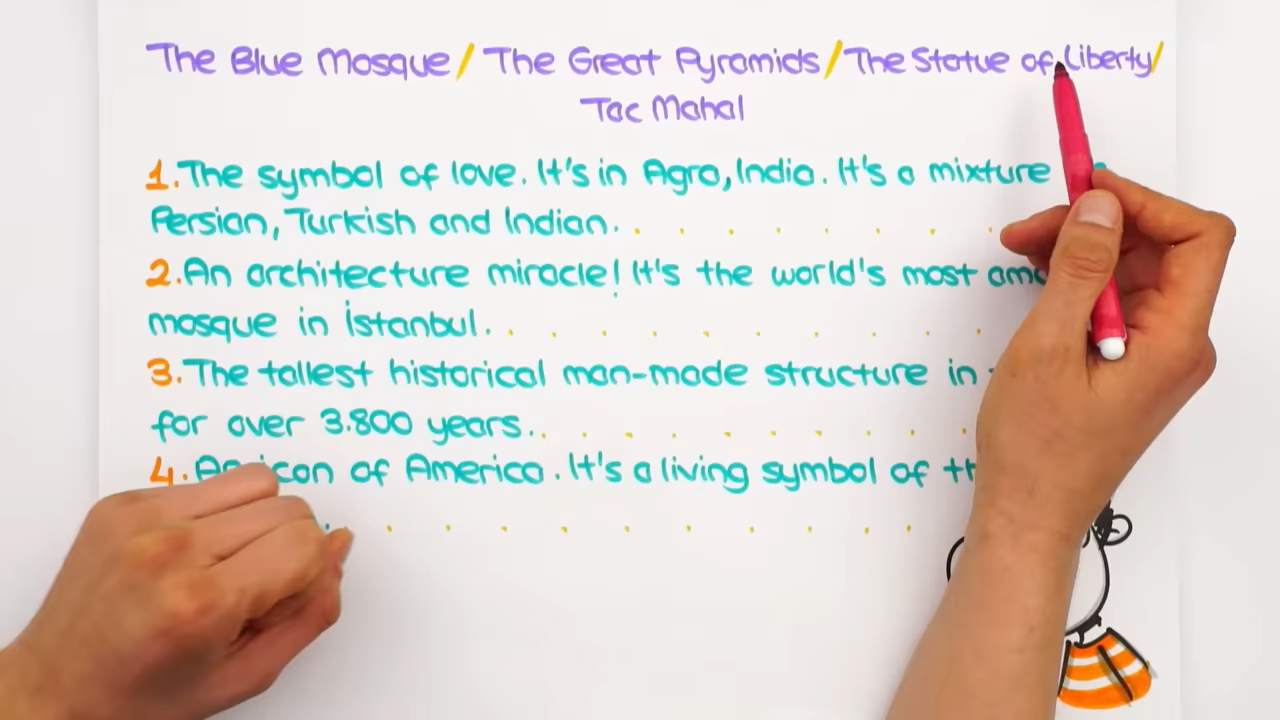 The Blue Mosque / The Great Pyramids / The Statue of Liberty /
Tac Mahal
1. The symbol of love. It's in Agra, India. It's a mixture
Persian, Turkish and Indian. . . . . . . . .
2. An architecture miracle! It's the world's most
mosque in İstanbul. . . . . . . . . .
3. The tallest historical man-made structure in
for over 3.800 years. . . . . . . . . .
4. icon of America. It's a living symbol of
. . . . . . . . . .